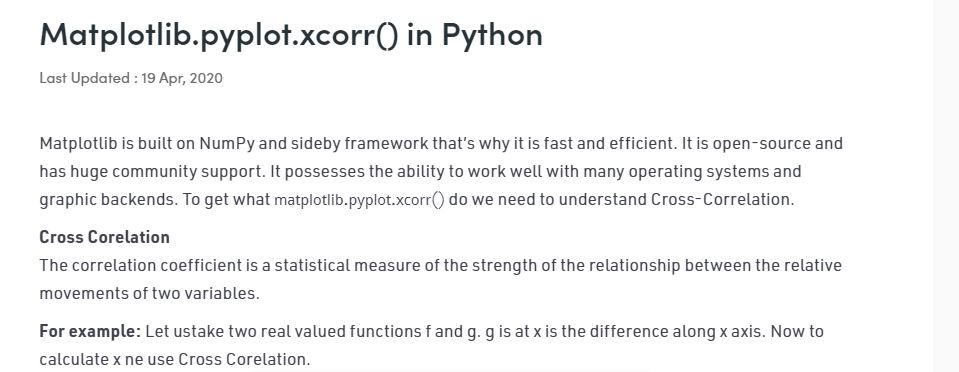 Matplotlib.pyplot.xcorr() in Python
Last Updated : 19 Apr, 2020
Matplotlib is built on NumPy and sideby framework that's why it is fast and efficient. It is open-source and
has huge community support. It possesses the ability to work well with many operating systems and
graphic backends. To get what matplotlib.pyplot.xcorr() do we need to understand Cross-Correlation.
Cross Corelation
The correlation coefficient is a statistical measure of the strength of the relationship between the relative
movements of two variables.
For example: Let ustake two real valued functions f and g. g is at x is the difference along x axis. Now to
calculate x ne use Cross Corelation.